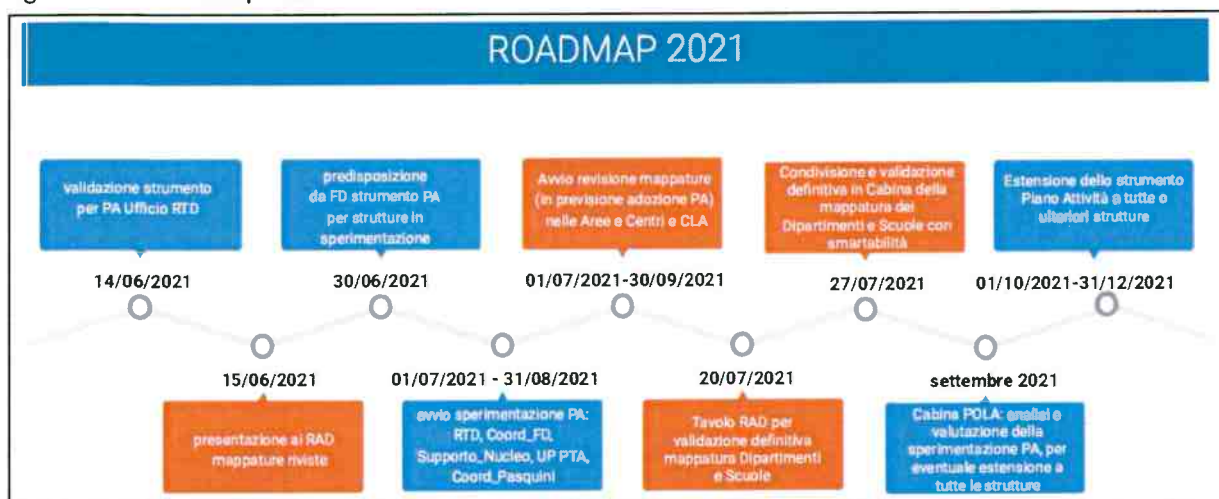 ROADMAP 2021
validazione strumento
per PA Ufficio RTD
14/06/2021
predisposizione
da FD strumento PA
per strutture in
sperimentazione
30/06/2021
Avvio revisione mappature
(in previsione adozione PA)
nelle Aree e Centri e CLA
01/07/2021-30/09/2021
Condivisione e validazione
definitiva in Cabina della
mappatura dei
Dipartimenti e Scuole con
smartabilità
27/07/2021
Estensione dello strumento
Piano Attività a tutte o
ulteriori strutture
01/10/2021-31/12/2021
15/06/2021
presentazione ai RAD
mappature riviste
01/07/2021 - 31/08/2021
avvio sperimentazione PA:
RTD, Coord_FD,
Supporto_Nucleo, UP PTA,
Coord_Pasquini
20/07/2021
Tavolo RAD per
validazione definitiva
mappatura Dipartimenti
e Scuole
settembre 2021
Cabina POLA: analisi e
valutazione della
sperimentazione PA, per
eventuale estensione a
tutte le strutture